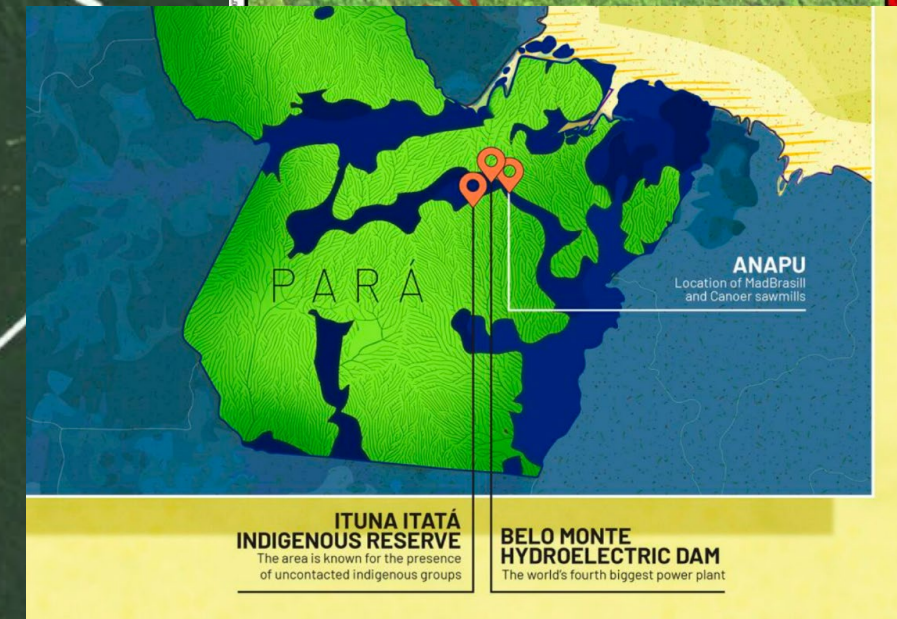 PARÁ
ANAPU
Location of MadBrasill
and Canoer sawmills
ITUNA ITATÁ
INDIGENOUS RESERVE
The area is known for the presence
of uncontacted indigenous groups
BELO MONTE
HYDROELECTRIC DAM
The world's fourth biggest power plant